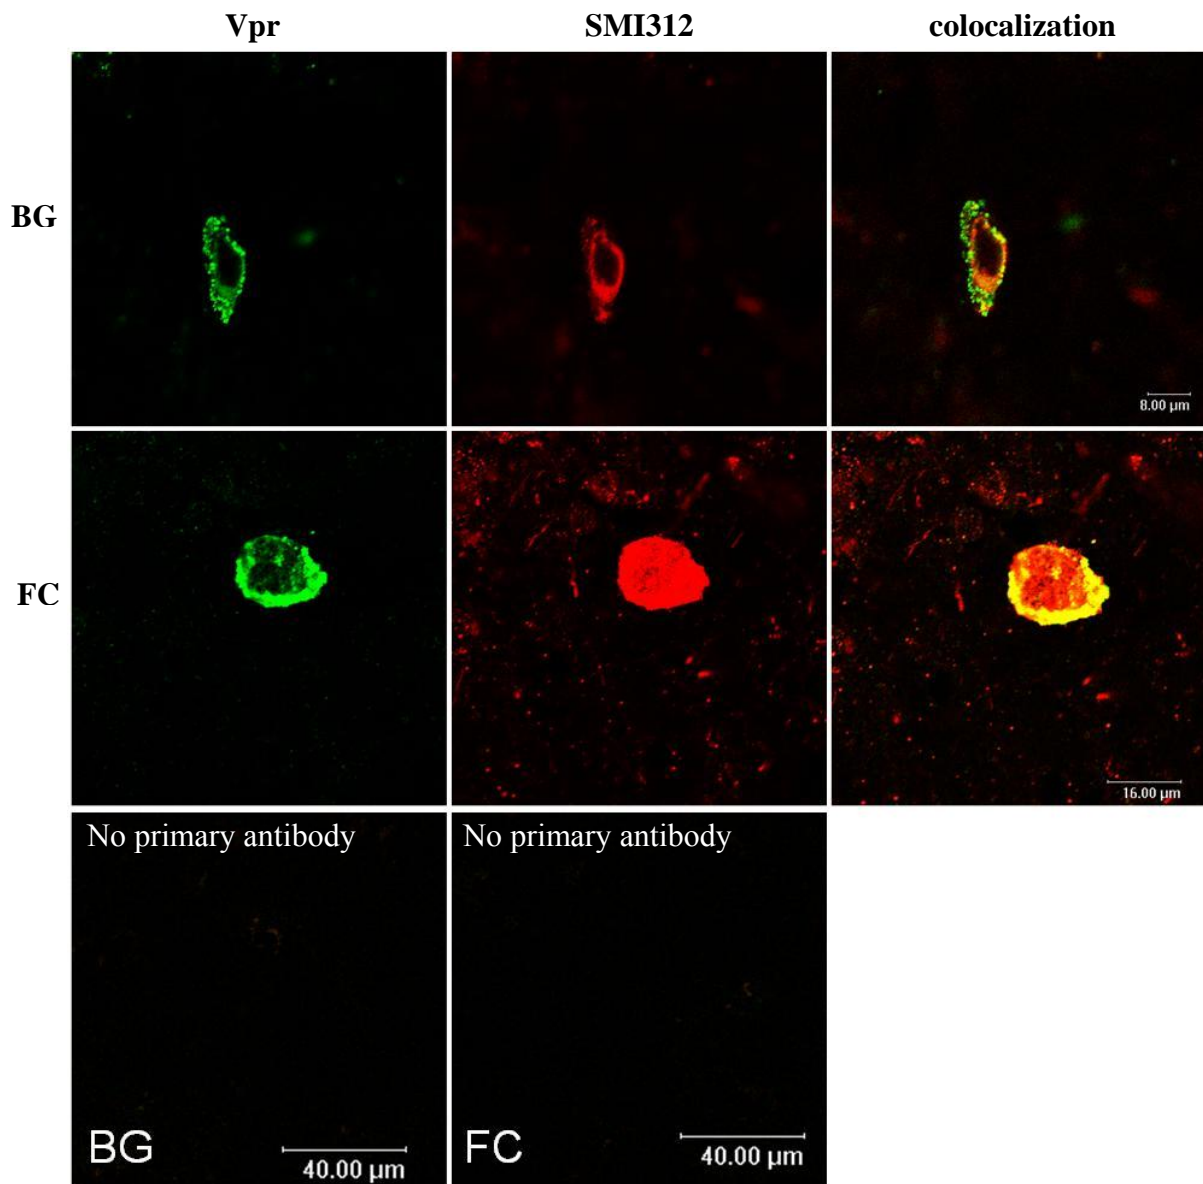 Vpr SMI312 colocalization
BG
8.00 µm
FC
16.00 µm
No primary antibody No primary antibody
BG 40.00 µm FC 40.00 µm